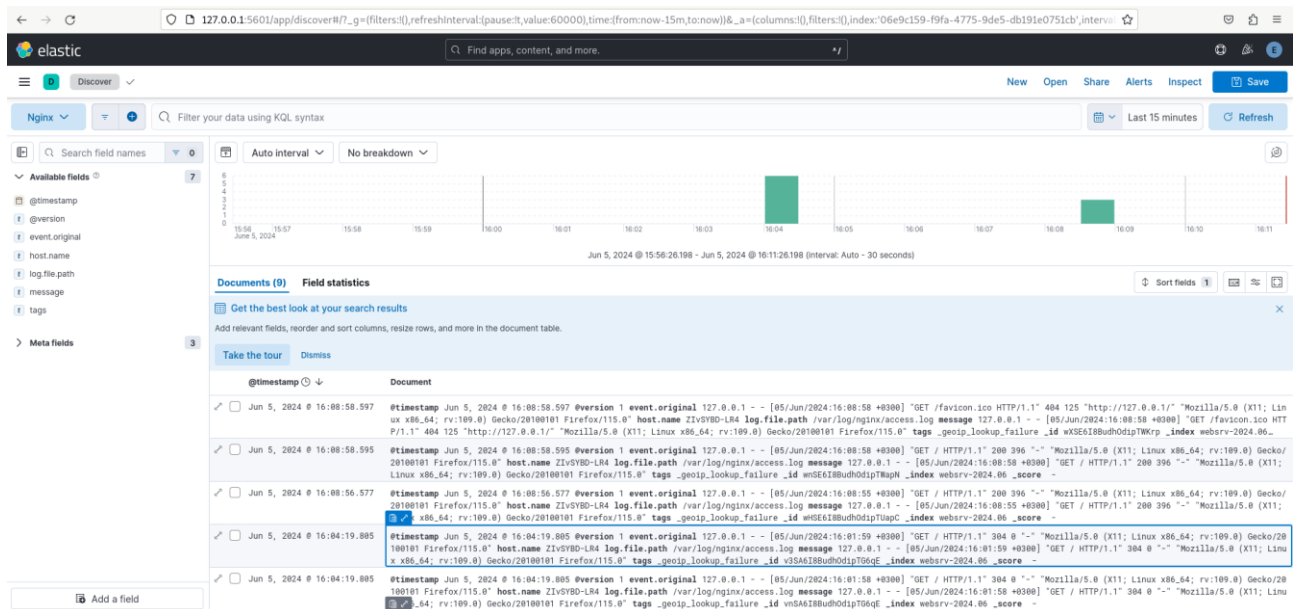 127.0.0.1:5601/app/discover#/?_g=(filters:!(),refreshInterval:(pause:!t,value:60000),time:(from:now-15m,to:now))&_a=(columns:!(),filters:!(),index:'06e9c159-f9fa-4775-9de5-db191e0751cb',interval
elastic
Find apps, content, and more.
^/
D Discover
New Open Share Alerts Inspect Save
Nginx
Filter your data using KQL syntax
Last 15 minutes
Refresh
Search field names 0
Auto interval
No breakdown
Available fields 7
@timestamp
@version
event.original
host.name
log.file.path
message
tags
Meta fields 3
Add a field
6
5
4
3
2
1
0
15:56 15:57 15:58 15:59 16:00 16:01 16:02 16:03 16:04 16:05 16:06 16:07 16:08 16:09 16:10 16:11
June 5, 2024
Jun 5, 2024 @ 15:56:26.198 - Jun 5, 2024 @ 16:11:26.198 (interval: Auto - 30 seconds)
Documents (9) Field statistics
Sort fields 1
Get the best look at your search results
Add relevant fields, reorder and sort columns, resize rows, and more in the document table.
Take the tour Dismiss
@timestamp Document
Jun 5, 2024 @ 16:08:58.597
@timestamp Jun 5, 2024 @ 16:08:58.597 @version 1 event.original 127.0.0.1 - - [05/Jun/2024:16:08:58 +0300] "GET /favicon.ico HTTP/1.1" 404 125 "http://127.0.0.1/" "Mozilla/5.0 (X11; Lin
ux x86_64; rv:109.0) Gecko/20100101 Firefox/115.0" host.name ZIvSYBD-LR4 log.file.path /var/log/nginx/access.log message 127.0.0.1 - - [05/Jun/2024:16:08:58 +0300] "GET /favicon.ico HTT
P/1.1" 404 125 "http://127.0.0.1/" "Mozilla/5.0 (X11; Linux x86_64; rv:109.0) Gecko/20100101 Firefox/115.0" tags _geoip_lookup_failure _id wXSE6I8BudhOdipTWKrp _index websrv-2024.06…
Jun 5, 2024 @ 16:08:58.595
@timestamp Jun 5, 2024 @ 16:08:58.595 @version 1 event.original 127.0.0.1 - - [05/Jun/2024:16:08:58 +0300] "GET / HTTP/1.1" 200 396 "-" "Mozilla/5.0 (X11; Linux x86_64; rv:109.0) Gecko/
20100101 Firefox/115.0" host.name ZIvSYBD-LR4 log.file.path /var/log/nginx/access.log message 127.0.0.1 - - [05/Jun/2024:16:08:58 +0300] "GET / HTTP/1.1" 200 396 "-" "Mozilla/5.0 (X11;
Linux x86_64; rv:109.0) Gecko/20100101 Firefox/115.0" tags _geoip_lookup_failure _id wnSE6I8BudhOdipTWapN _index websrv-2024.06 _score -
Jun 5, 2024 @ 16:08:56.577
@timestamp Jun 5, 2024 @ 16:08:56.577 @version 1 event.original 127.0.0.1 - - [05/Jun/2024:16:08:55 +0300] "GET / HTTP/1.1" 200 396 "-" "Mozilla/5.0 (X11; Linux x86_64; rv:109.0) Gecko/
20100101 Firefox/115.0" host.name ZIvSYBD-LR4 log.file.path /var/log/nginx/access.log message 127.0.0.1 - - [05/Jun/2024:16:08:55 +0300] "GET / HTTP/1.1" 200 396 "-" "Mozilla/5.0 (X11;
x x86_64; rv:109.0) Gecko/20100101 Firefox/115.0" tags _geoip_lookup_failure _id wHSE6I8BudhOdipTUapC _index websrv-2024.06 _score -
Jun 5, 2024 @ 16:04:19.805
@timestamp Jun 5, 2024 @ 16:04:19.805 @version 1 event.original 127.0.0.1 - - [05/Jun/2024:16:01:59 +0300] "GET / HTTP/1.1" 304 0 "-" "Mozilla/5.0 (X11; Linux x86_64; rv:109.0) Gecko/20
100101 Firefox/115.0" host.name ZIvSYBD-LR4 log.file.path /var/log/nginx/access.log message 127.0.0.1 - - [05/Jun/2024:16:01:59 +0300] "GET / HTTP/1.1" 304 0 "-" "Mozilla/5.0 (X11; Linu
x x86_64; rv:109.0) Gecko/20100101 Firefox/115.0" tags _geoip_lookup_failure _id v3SA6I8BudhOdipTG6qE _index websrv-2024.06 _score -
Jun 5, 2024 @ 16:04:19.805
@timestamp Jun 5, 2024 @ 16:04:19.805 @version 1 event.original 127.0.0.1 - - [05/Jun/2024:16:01:58 +0300] "GET / HTTP/1.1" 304 0 "-" "Mozilla/5.0 (X11; Linux x86_64; rv:109.0) Gecko/20
100101 Firefox/115.0" host.name ZIvSYBD-LR4 log.file.path /var/log/nginx/access.log message 127.0.0.1 - - [05/Jun/2024:16:01:58 +0300] "GET / HTTP/1.1" 304 0 "-" "Mozilla/5.0 (X11; Linu
_64; rv:109.0) Gecko/20100101 Firefox/115.0" tags _geoip_lookup_failure _id vnSA6I8BudhOdipTG6qE _index websrv-2024.06 _score -